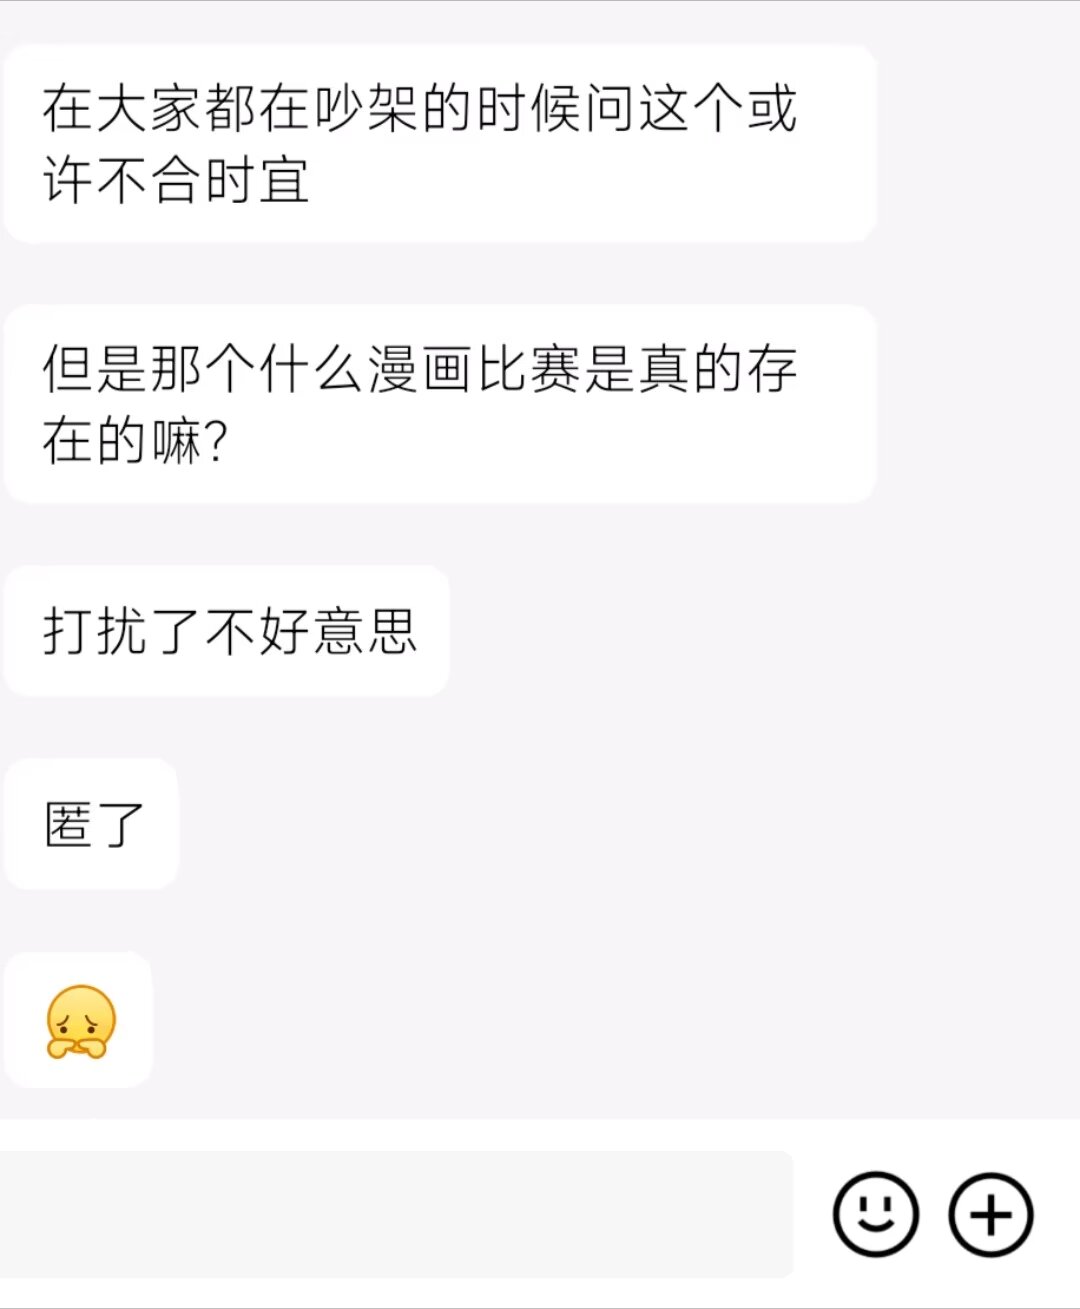 在大家都在吵架的时候问这个或
许不合时宜
但是那个什么漫画比赛是真的存
在的嘛？
打扰了不好意思
匿了